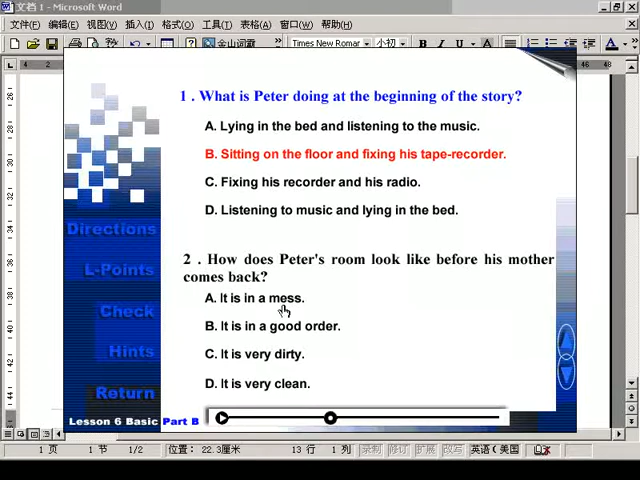 文档 1 - Microsoft Word
文件(F) 编辑(E) 视图(V) 插入(I) 格式(O) 工具(T) 表格(A) 窗口(W) 帮助(H)
金山词霸 Times New Roman 小初 B I U A
4 2 46 48
1 . What is Peter doing at the beginning of the story?
A. Lying in the bed and listening to the music.
B. Sitting on the floor and fixing his tape-recorder.
C. Fixing his recorder and his radio.
D. Listening to music and lying in the bed.
Directions
2 . How does Peter's room look like before his mother
comes back?
L-Points
A. It is in a mess.
Check
B. It is in a good order.
Hints
C. It is very dirty.
Return
D. It is very clean.
Lesson 6 Basic Part B
1 页 1 节 1/2 位置: 22.3厘米 13 行 1 列 录制 修订 扩展 改写 英语(美国